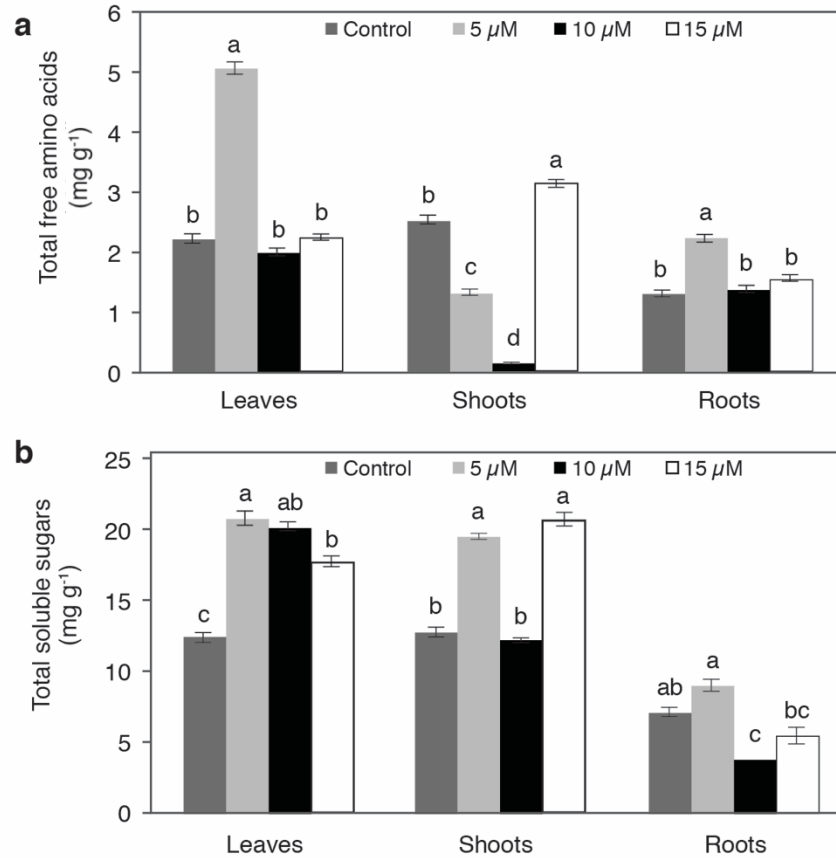 a
Total free amino acids
(mg g⁻¹)
6
5
4
3
2
1
0
Control 5 µM 10 µM 15 µM
b a b b
b c d a
b a b b
Leaves Shoots Roots
b
Total soluble sugars
(mg g⁻¹)
25
20
15
10
5
0
Control 5 µM 10 µM 15 µM
c a ab b
b a b a
ab a c bc
Leaves Shoots Roots